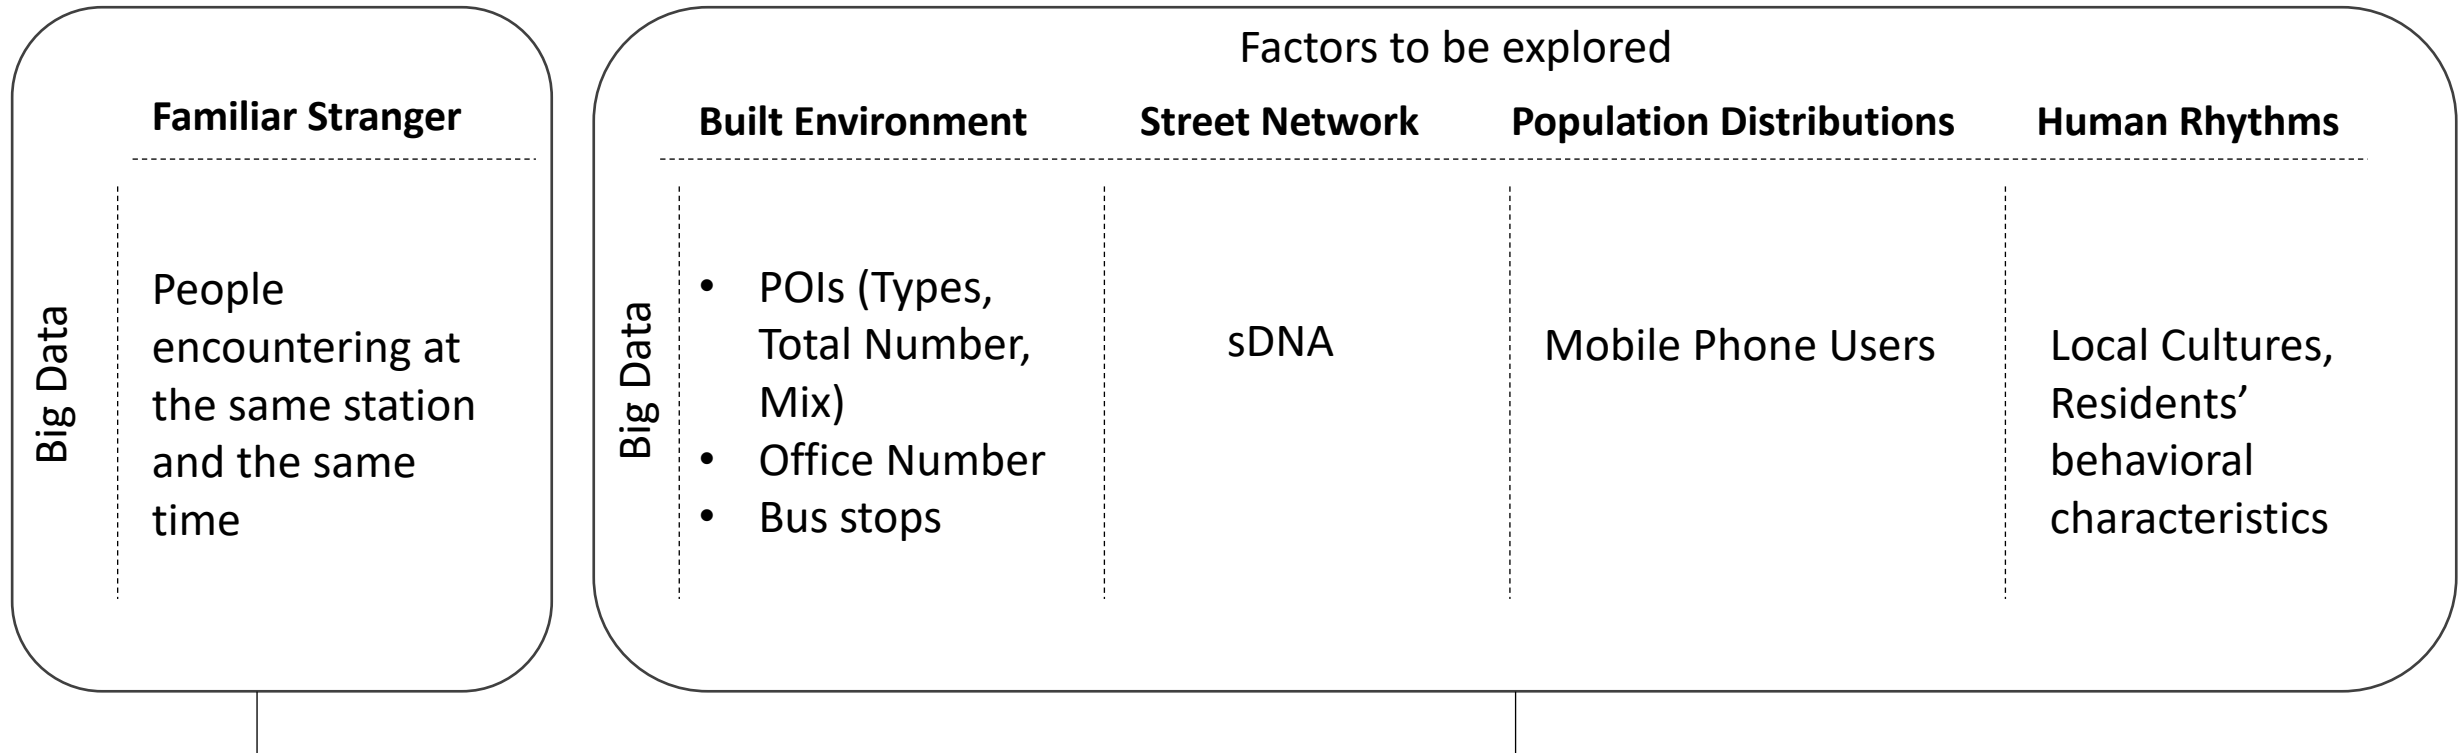 Familiar Stranger
Big Data
People
encountering at
the same station
and the same
time
Factors to be explored
Built Environment
Street Network
Population Distributions
Human Rhythms
Big Data
• POIs (Types,
Total Number,
Mix)
• Office Number
• Bus stops
sDNA
Mobile Phone Users
Local Cultures,
Residents’
behavioral
characteristics